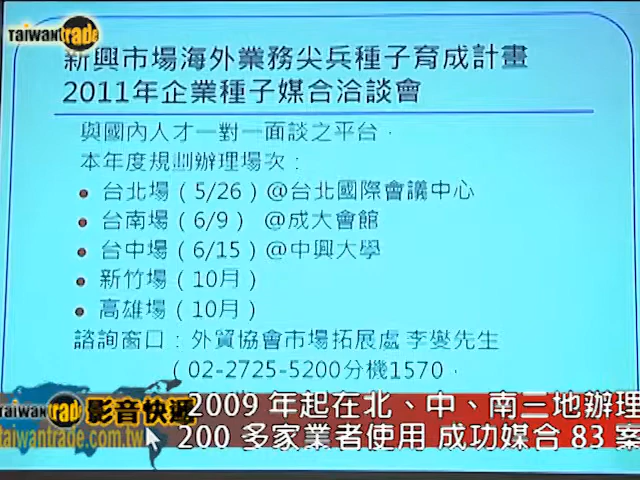 TAIWANtrade
新興市場海外業務尖兵種子育成計畫
2011年企業種子媒合洽談會
與國內人才一對一面談之平台．
本年度規劃辦理場次：
• 台北場（5/26）@台北國際會議中心
• 台南場（6/9）@成大會館
• 台中場（6/15）@中興大學
• 新竹場（10月）
• 高雄場（10月）
諮詢窗口：外貿協會市場拓展處 李燮先生
（02-2725-5200分機1570．
TAIWANtrade 影音快遞
taiwantrade.com.tw
2009 年起在北、中、南三地辦理
200 多家業者使用 成功媒合 83 案